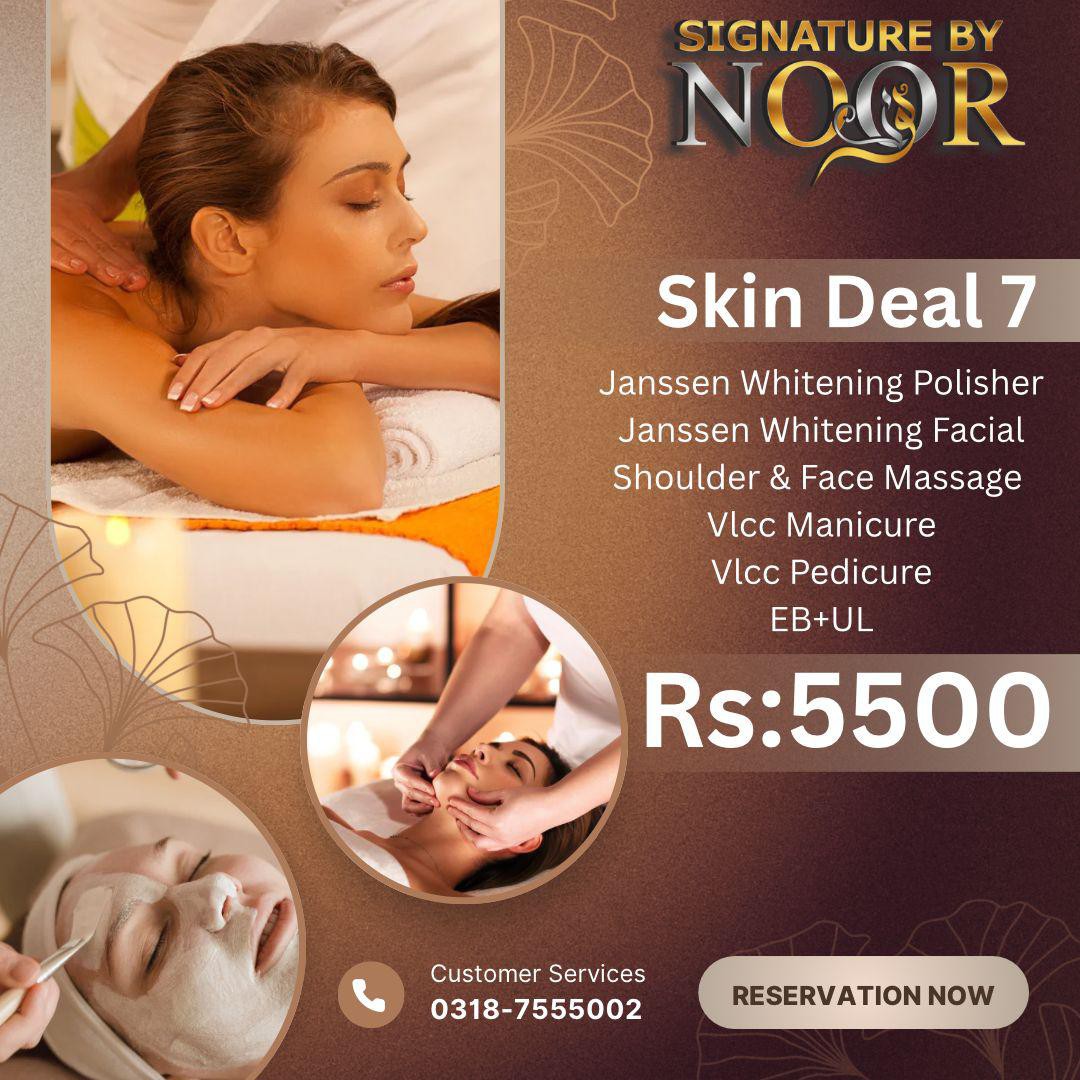 SIGNATURE BY
NOOR
Skin Deal 7
Janssen Whitening Polisher
Janssen Whitening Facial
Shoulder & Face Massage
Vlcc Manicure
Vlcc Pedicure
EB+UL
Rs:5500
Customer Services
0318-7555002
RESERVATION NOW